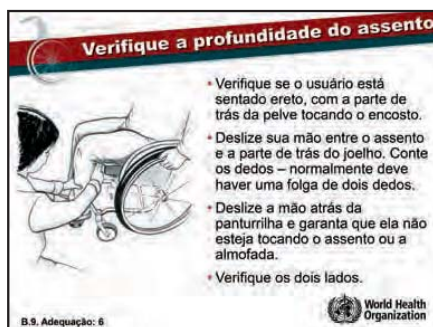 Verifique a profundidade do assento
• Verifique se o usuário está
sentado ereto, com a parte de
trás da pelve tocando o encosto.
• Deslize sua mão entre o assento
e a parte de trás do joelho. Conte
os dedos – normalmente deve
haver uma folga de dois dedos.
• Deslize a mão atrás da
panturrilha e garanta que ela não
esteja tocando o assento ou a
almofada.
• Verifique os dois lados.
B.9. Adequação: 6
World Health
Organization